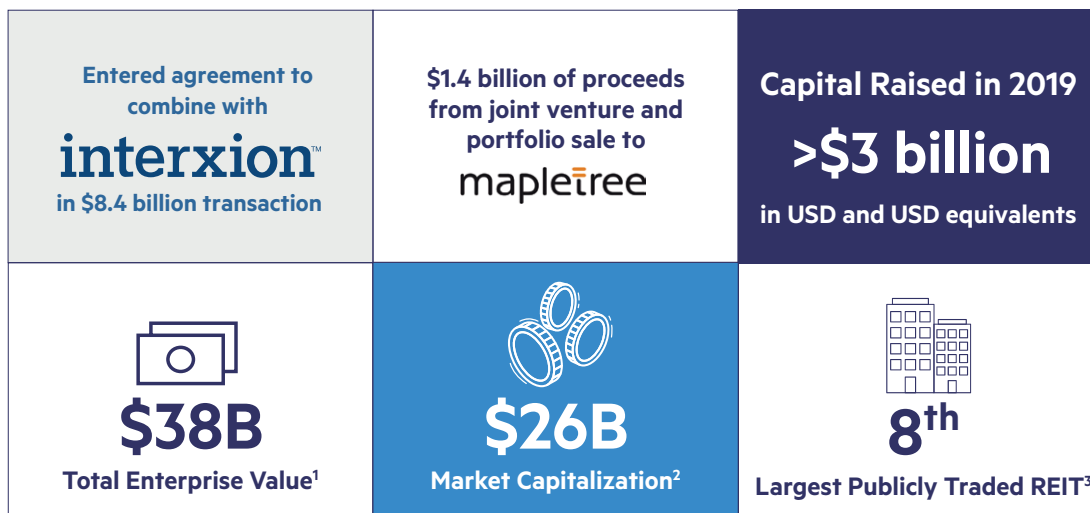 Entered agreement to
combine with
interxion™
in $8.4 billion transaction
$1.4 billion of proceeds
from joint venture and
portfolio sale to
mapletree
Capital Raised in 2019
>$3 billion
in USD and USD equivalents
$38B
Total Enterprise Value¹
$26B
Market Capitalization²
8th
Largest Publicly Traded REIT³